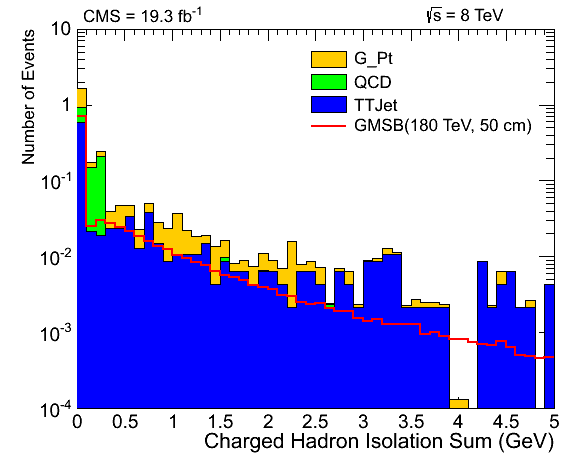 CMS = 19.3 fb⁻¹ √s = 8 TeV
Number of Events
10
1
10⁻¹
10⁻²
10⁻³
10⁻⁴
G_Pt
QCD
TTJet
GMSB(180 TeV, 50 cm)
0 0.5 1 1.5 2 2.5 3 3.5 4 4.5 5
Charged Hadron Isolation Sum (GeV)